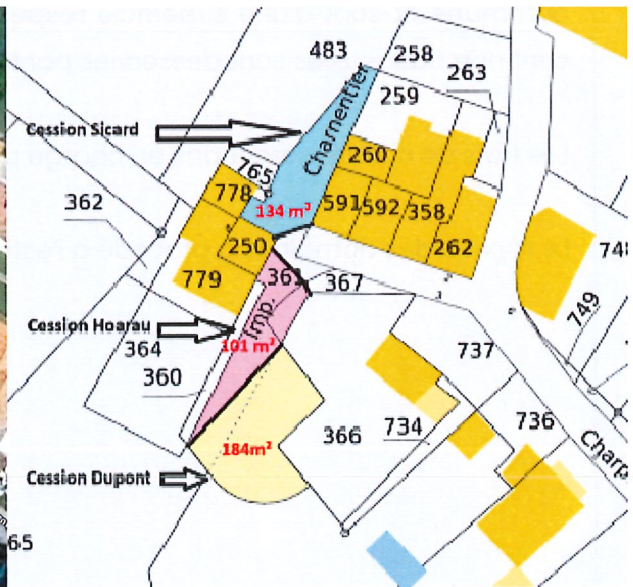 483
258
263
259
Cession Sicard
Charpentier
765
260
362
778
134 m²
591
592
358
250
262
748
361
367
779
749
Cession Hoarau
Imp.
101 m²
364
360
737
366
734
736
184m²
Charp
Cession Dupont
65